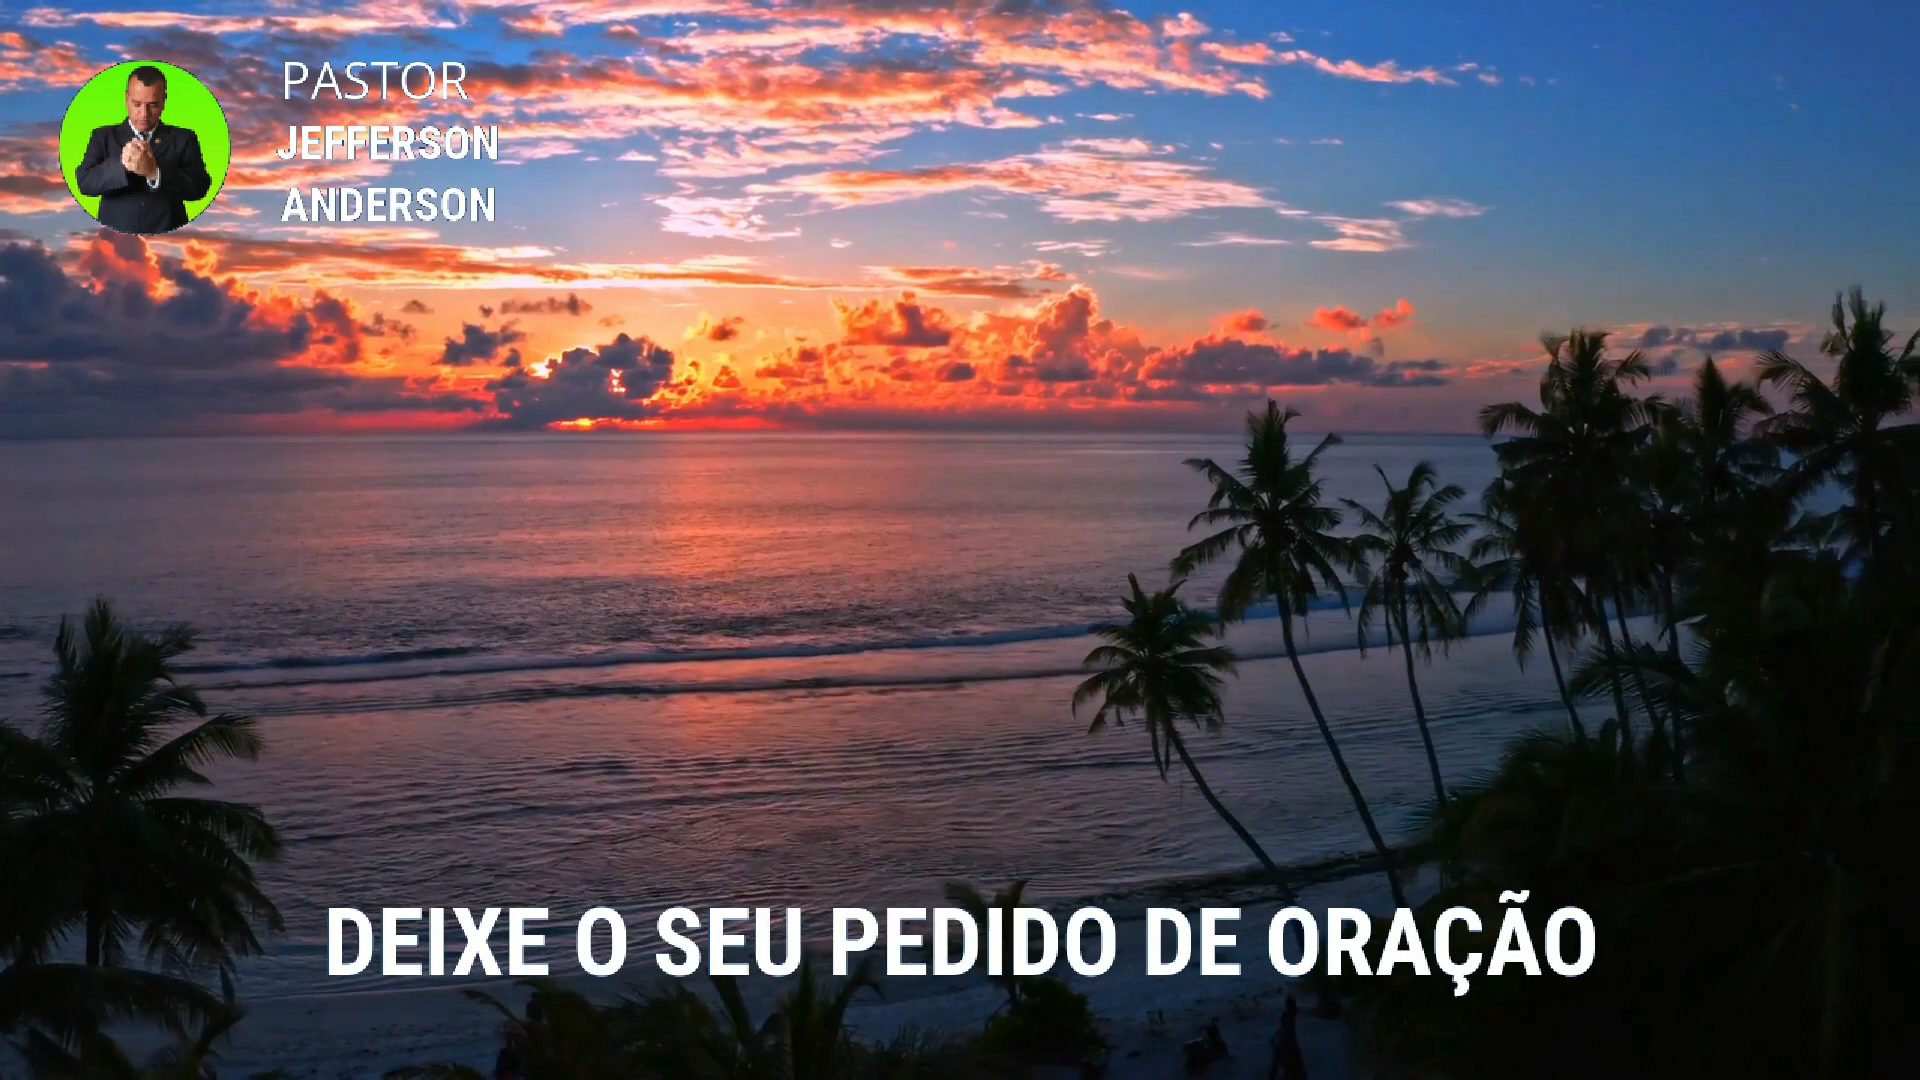 PASTOR
JEFFERSON
ANDERSON
DEIXE O SEU PEDIDO DE ORAÇÃO